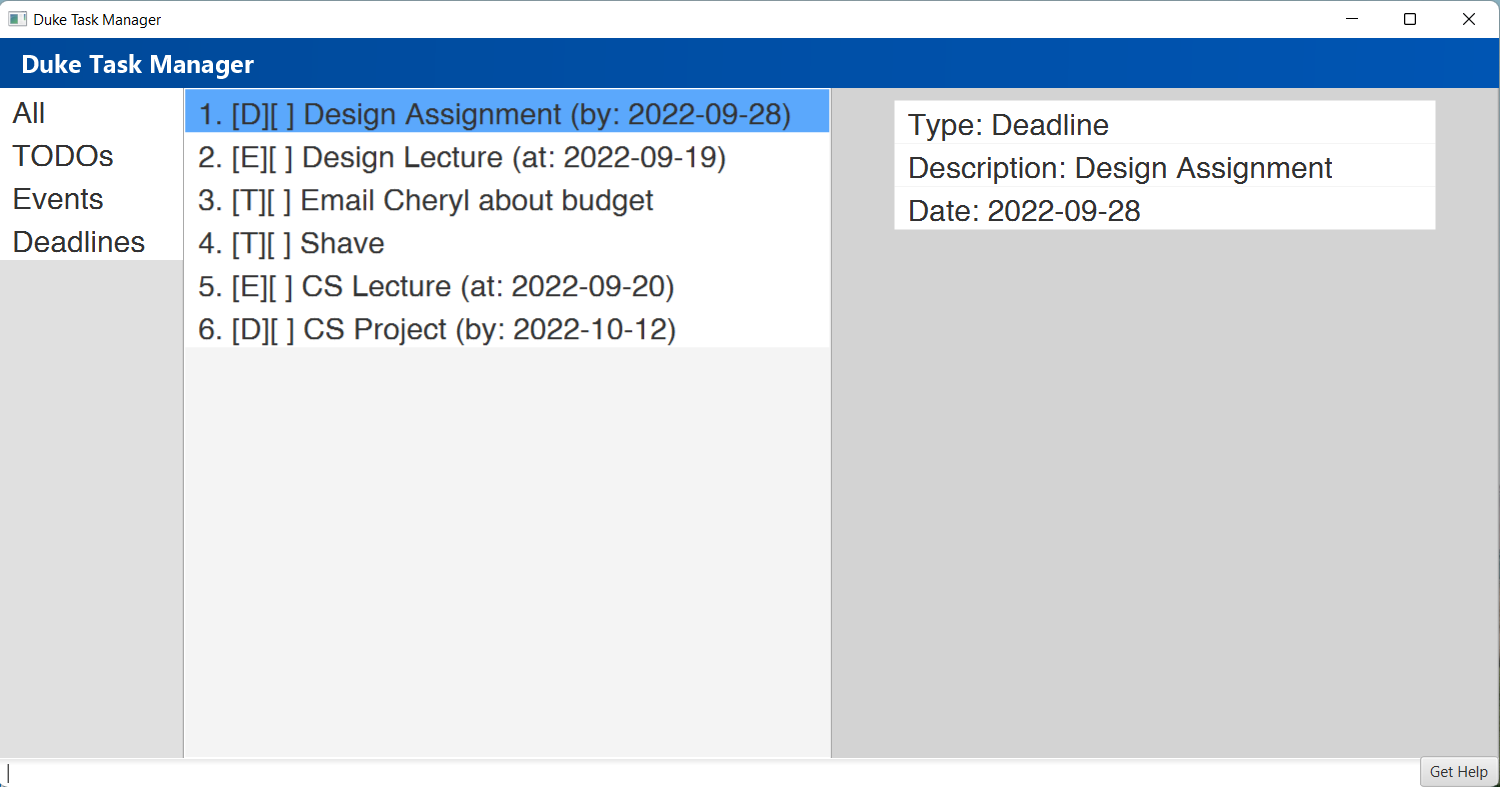 Duke Task Manager
Duke Task Manager
All
TODOs
Events
Deadlines
1. [D][ ] Design Assignment (by: 2022-09-28)
2. [E][ ] Design Lecture (at: 2022-09-19)
3. [T][ ] Email Cheryl about budget
4. [T][ ] Shave
5. [E][ ] CS Lecture (at: 2022-09-20)
6. [D][ ] CS Project (by: 2022-10-12)
Type: Deadline
Description: Design Assignment
Date: 2022-09-28
Get Help